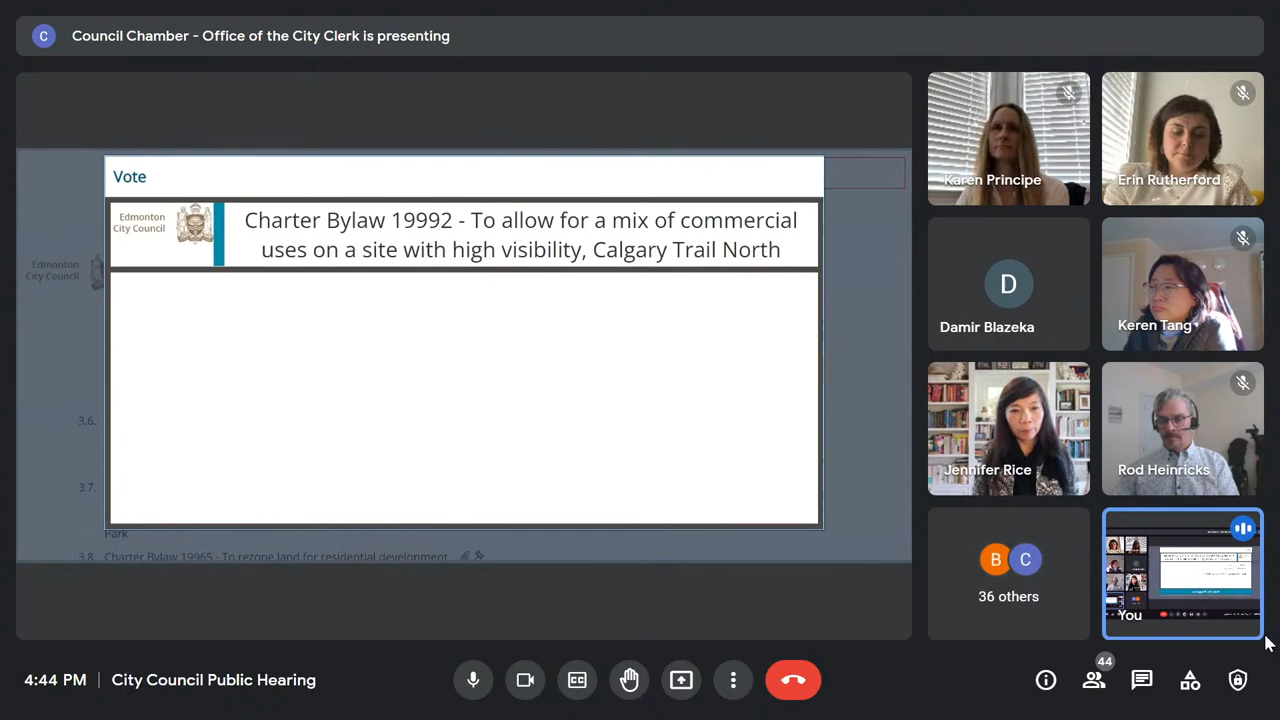 C
Council Chamber - Office of the City Clerk is presenting
Vote
Edmonton
City Council
Charter Bylaw 19992 - To allow for a mix of commercial
uses on a site with high visibility, Calgary Trail North
Edmonton
City Council
3.6.
3.7.
Park
3.8. Charter Bylaw 19965 - To rezone land for residential development
Karen Principe
Erin Rutherford
D
Damir Blazeka
Keren Tang
Jennifer Rice
Rod Heinricks
B C
36 others
You
4:44 PM | City Council Public Hearing
44